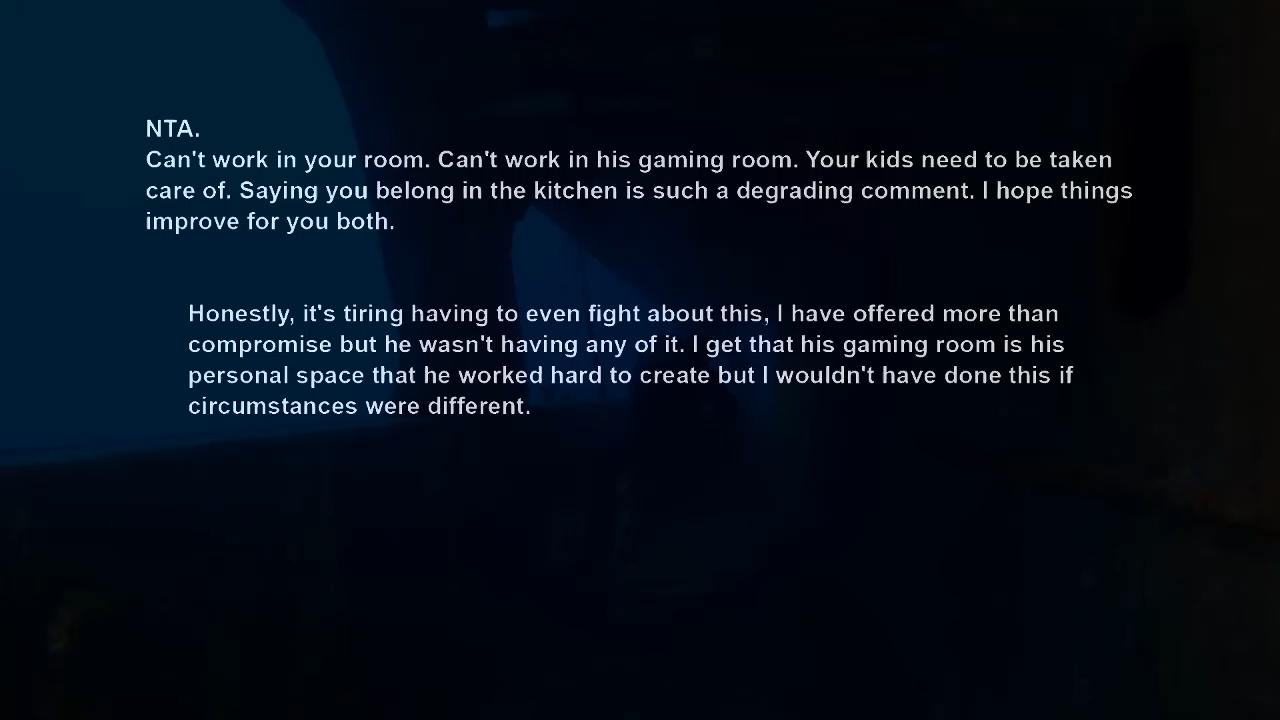 NTA.
Can't work in your room. Can't work in his gaming room. Your kids need to be taken
care of. Saying you belong in the kitchen is such a degrading comment. I hope things
improve for you both.
Honestly, it's tiring having to even fight about this, I have offered more than
compromise but he wasn't having any of it. I get that his gaming room is his
personal space that he worked hard to create but I wouldn't have done this if
circumstances were different.